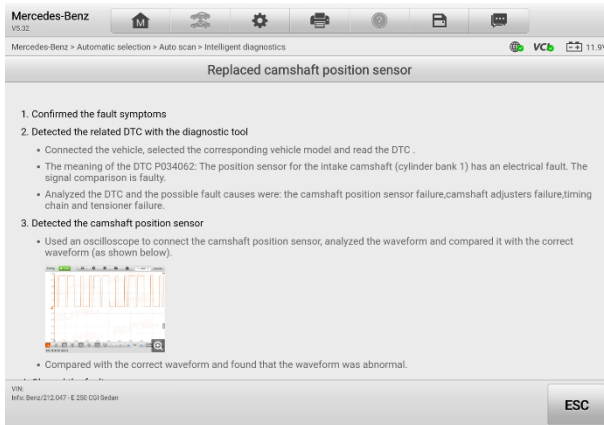 Mercedes-Benz
V5.32
M
?
Mercedes-Benz > Automatic selection > Auto scan > Intelligent diagnostics
VCI
11.9V
Replaced camshaft position sensor
1. Confirmed the fault symptoms
2. Detected the related DTC with the diagnostic tool
• Connected the vehicle, selected the corresponding vehicle model and read the DTC .
• The meaning of the DTC P034062: The position sensor for the intake camshaft (cylinder bank 1) has an electrical fault. The
signal comparison is faulty.
• Analyzed the DTC and the possible fault causes were: the camshaft position sensor failure,camshaft adjusters failure,timing
chain and tensioner failure.
3. Detected the camshaft position sensor
• Used an oscilloscope to connect the camshaft position sensor, analyzed the waveform and compared it with the correct
waveform (as shown below).
• Compared with the correct waveform and found that the waveform was abnormal.
VIN:
Info: Benz/212.047 - E 250 CGI Sedan
ESC